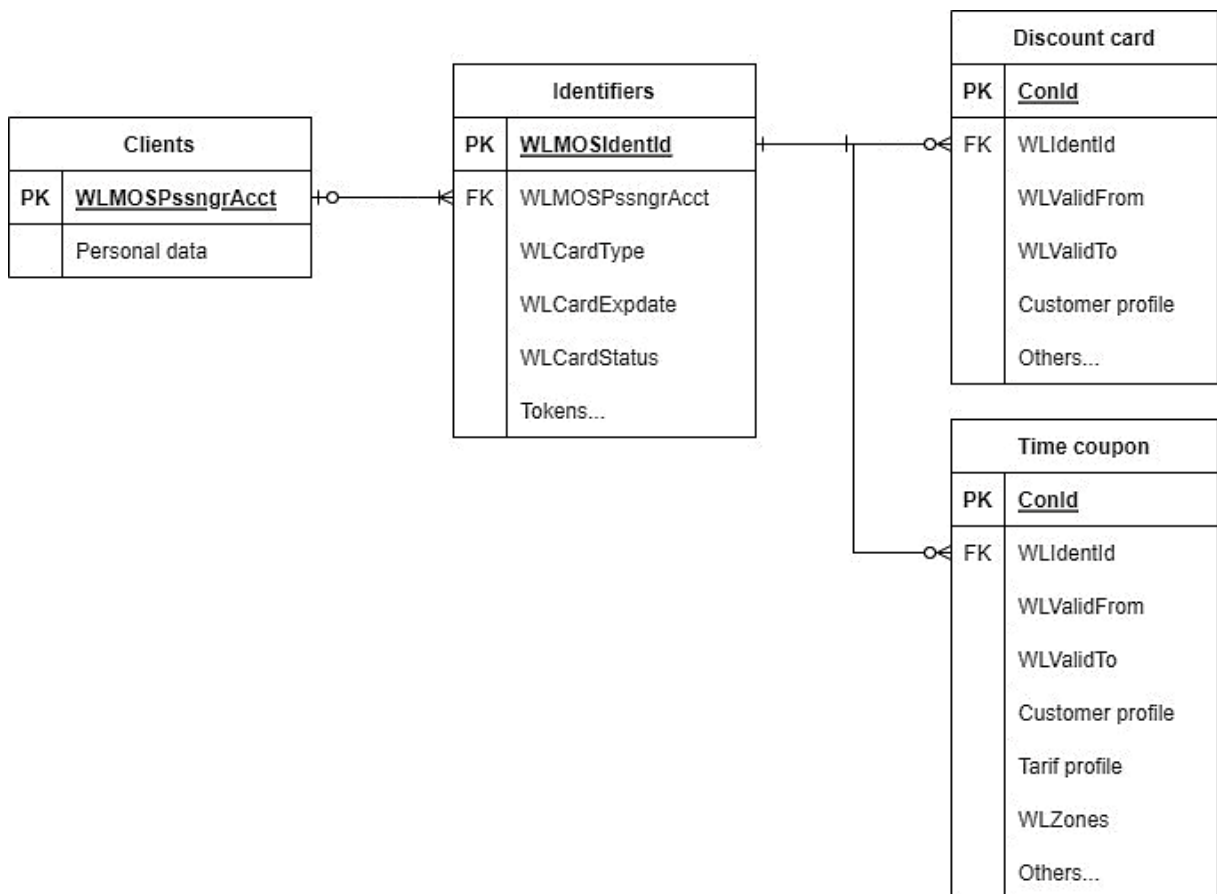 Clients
PK WLMOSPssngrAcct
Personal data
Identifiers
PK WLMOSIdentId
FK WLMOSPssngrAcct
WLCardType
WLCardExpdate
WLCardStatus
Tokens...
Discount card
PK ConId
FK WLIdentId
WLValidFrom
WLValidTo
Customer profile
Others...
Time coupon
PK ConId
FK WLIdentId
WLValidFrom
WLValidTo
Customer profile
Tarif profile
WLZones
Others...